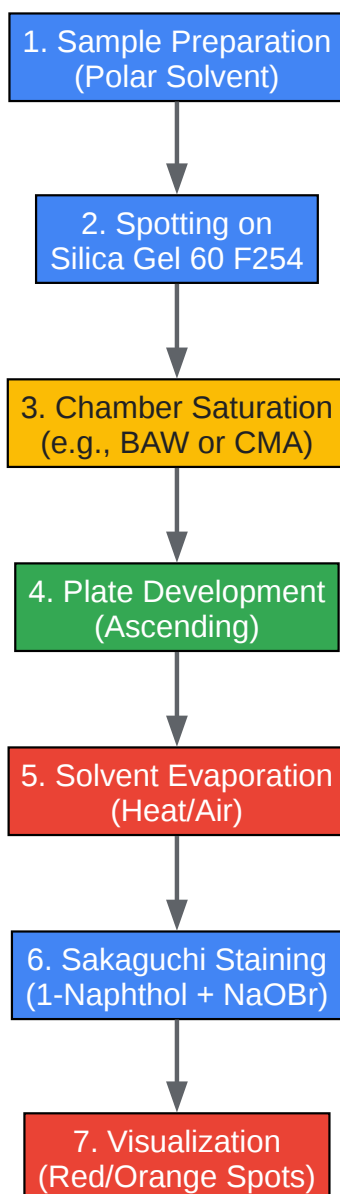 1. Sample Preparation
(Polar Solvent)
2. Spotting on
Silica Gel 60 F254
3. Chamber Saturation
(e.g., BAW or CMA)
4. Plate Development
(Ascending)
5. Solvent Evaporation
(Heat/Air)
6. Sakaguchi Staining
(1-Naphthol + NaOBr)
7. Visualization
(Red/Orange Spots)